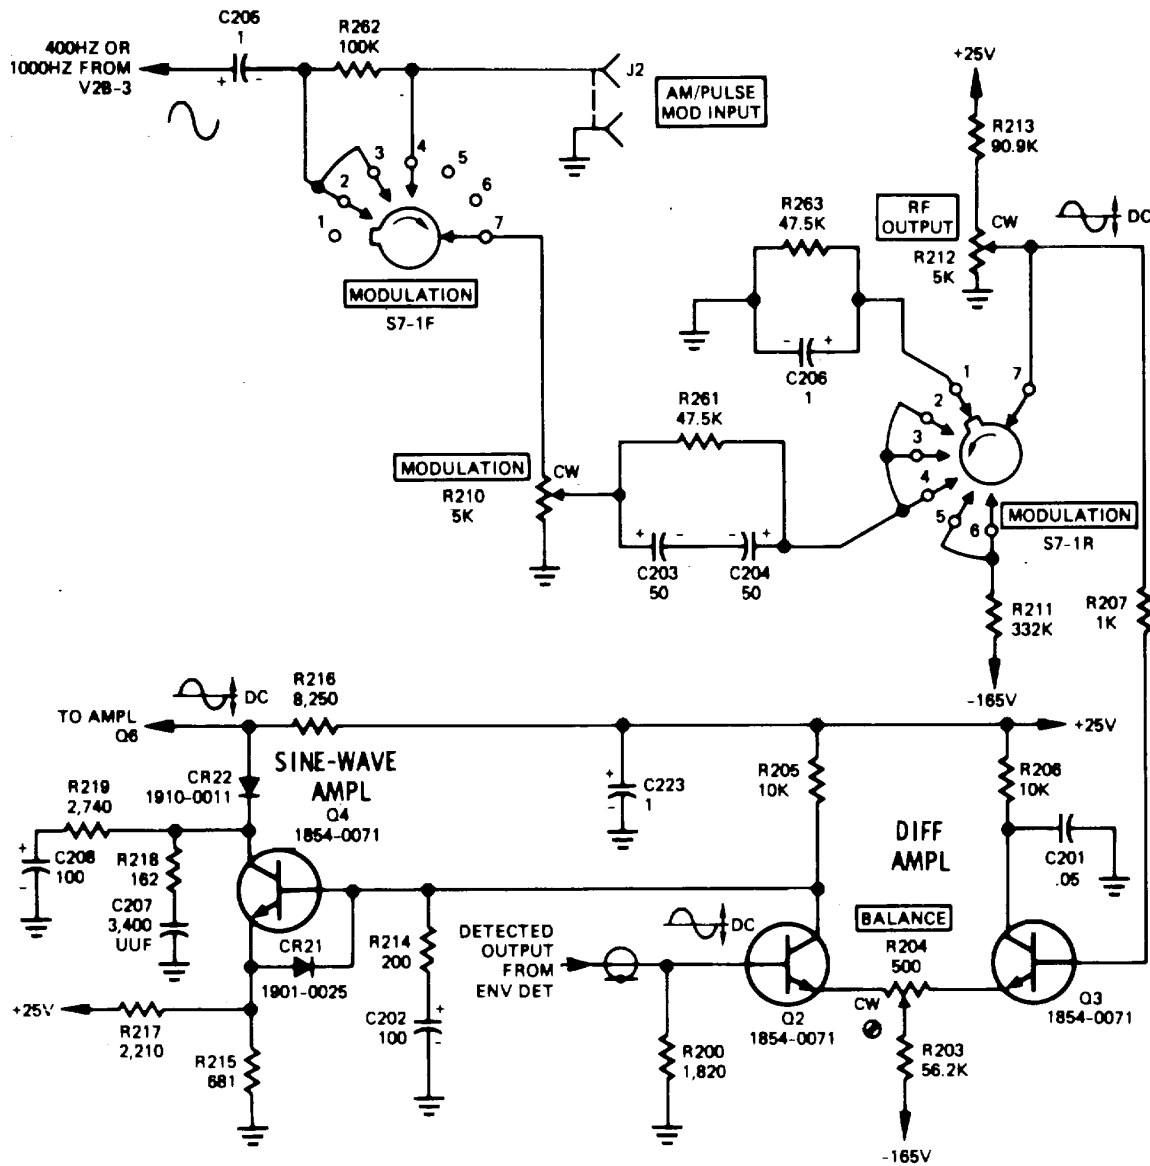 C205
1
400HZ OR
1000HZ FROM
V2B-3
+
-
R262
100K
J2
AM/PULSE
MOD INPUT
1
2
3
4
5
6
7
MODULATION
S7-1F
+25V
R213
90.9K
RF
OUTPUT
CW
R212
5K
DC
R263
47.5K
-
+
C206
1
1
2
3
4
5
6
7
MODULATION
S7-1R
R261
47.5K
MODULATION
R210
5K
CW
+
-
-
+
C203
50
C204
50
R211
332K
-165V
R207
1K
TO AMPL
Q6
DC
R216
8,250
+25V
SINE-WAVE
AMPL
Q4
1854-0071
CR22
1910-0011
R219
2,740
+
-
C208
100
R218
162
C207
3,400
UUF
+
-
C223
1
R205
10K
R206
10K
DIFF
AMPL
C201
.05
CR21
1901-0025
R214
200
C202
100
+
-
DETECTED
OUTPUT
FROM
ENV DET
DC
BALANCE
R204
500
CW
Q2
1854-0071
Q3
1854-0071
+25V
R217
2,210
R215
681
R200
1,820
R203
56.2K
-165V